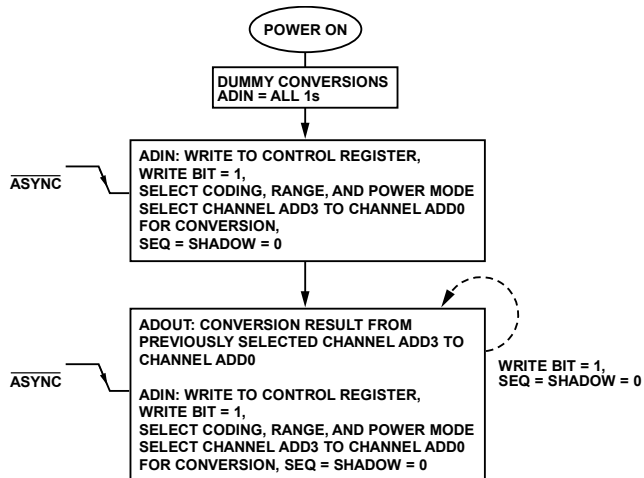 POWER ON
DUMMY CONVERSIONS
ADIN = ALL 1s
ASYNC
ADIN: WRITE TO CONTROL REGISTER,
WRITE BIT = 1,
SELECT CODING, RANGE, AND POWER MODE
SELECT CHANNEL ADD3 TO CHANNEL ADD0
FOR CONVERSION,
SEQ = SHADOW = 0
ASYNC
ADOUT: CONVERSION RESULT FROM
PREVIOUSLY SELECTED CHANNEL ADD3 TO
CHANNEL ADD0
ADIN: WRITE TO CONTROL REGISTER,
WRITE BIT = 1,
SELECT CODING, RANGE, AND POWER MODE
SELECT CHANNEL ADD3 TO CHANNEL ADD0
FOR CONVERSION, SEQ = SHADOW = 0
WRITE BIT = 1,
SEQ = SHADOW = 0